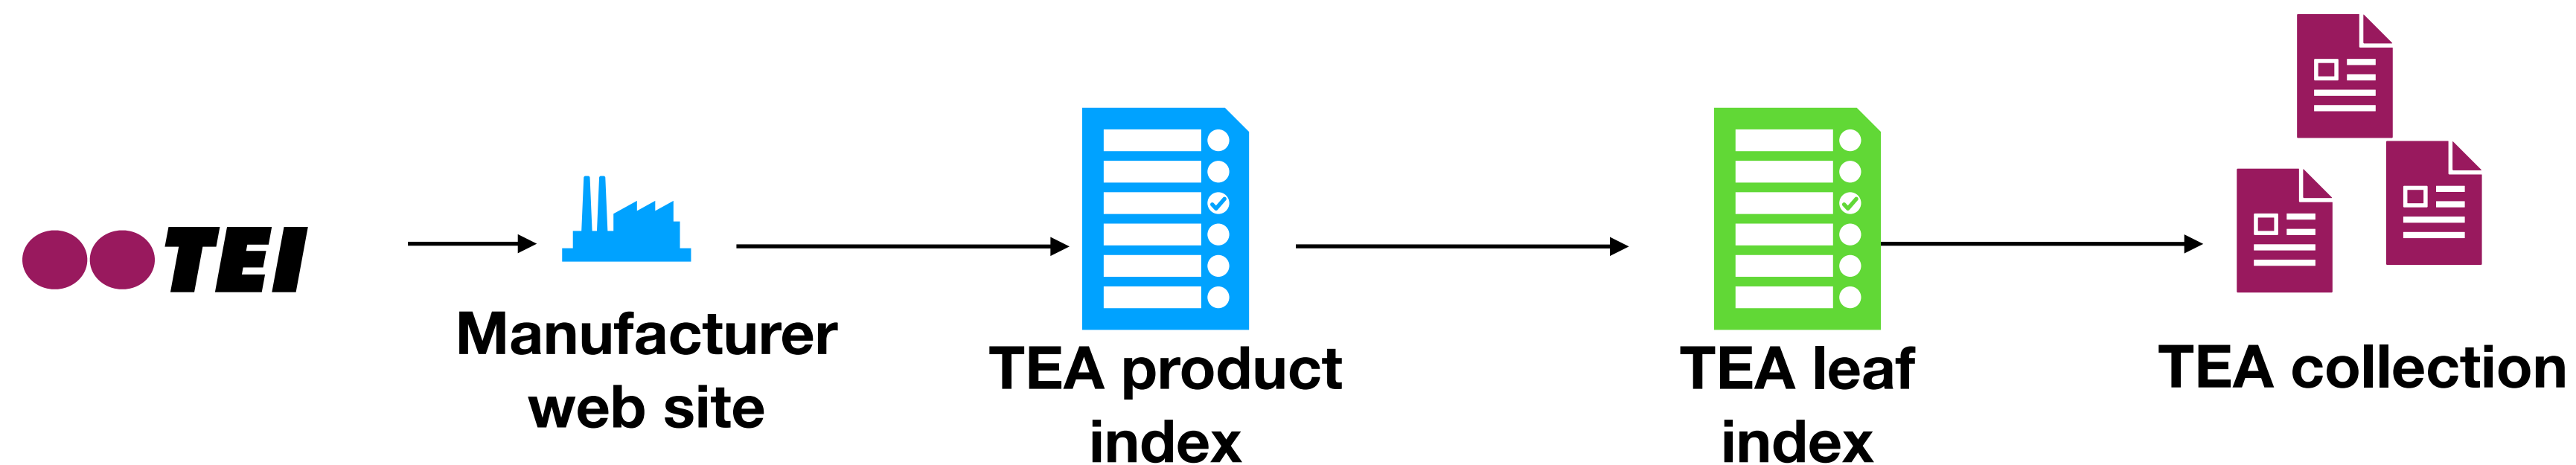 TEI
Manufacturer
web site
TEA product
index
TEA leaf
index
TEA collection